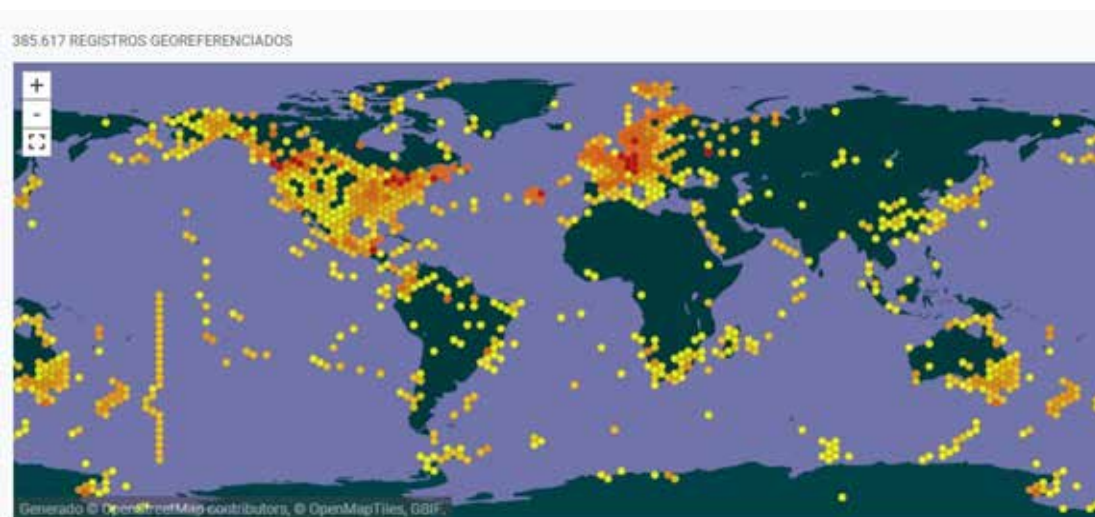 385.617 REGISTROS GEOREFERENCIADOS
+
-
Generado © OpenStreetMap contributors, © OpenMapTiles, GBIF.